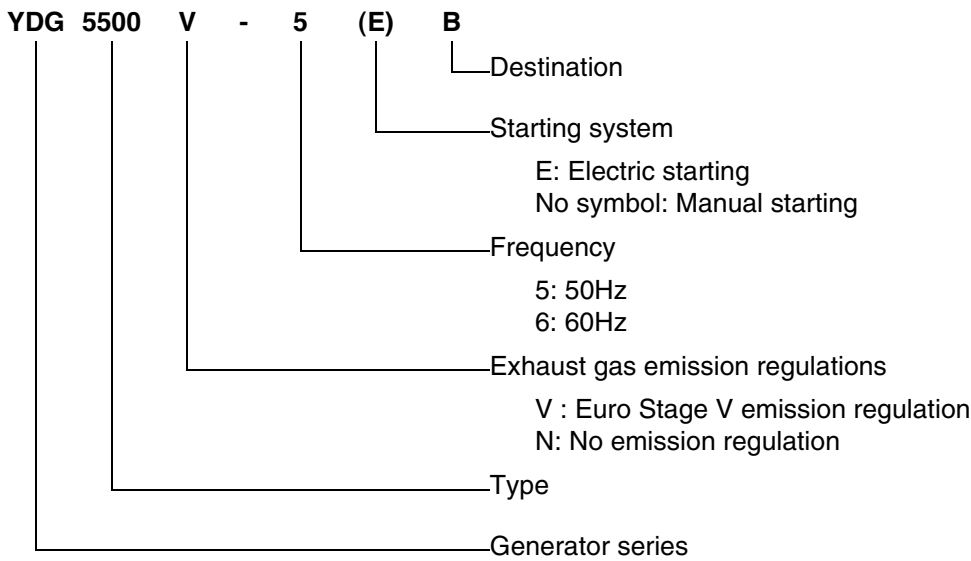 YDG 5500 V - 5 (E) B
Destination
Starting system
E: Electric starting
No symbol: Manual starting
Frequency
5: 50Hz
6: 60Hz
Exhaust gas emission regulations
V : Euro Stage V emission regulation
N: No emission regulation
Type
Generator series